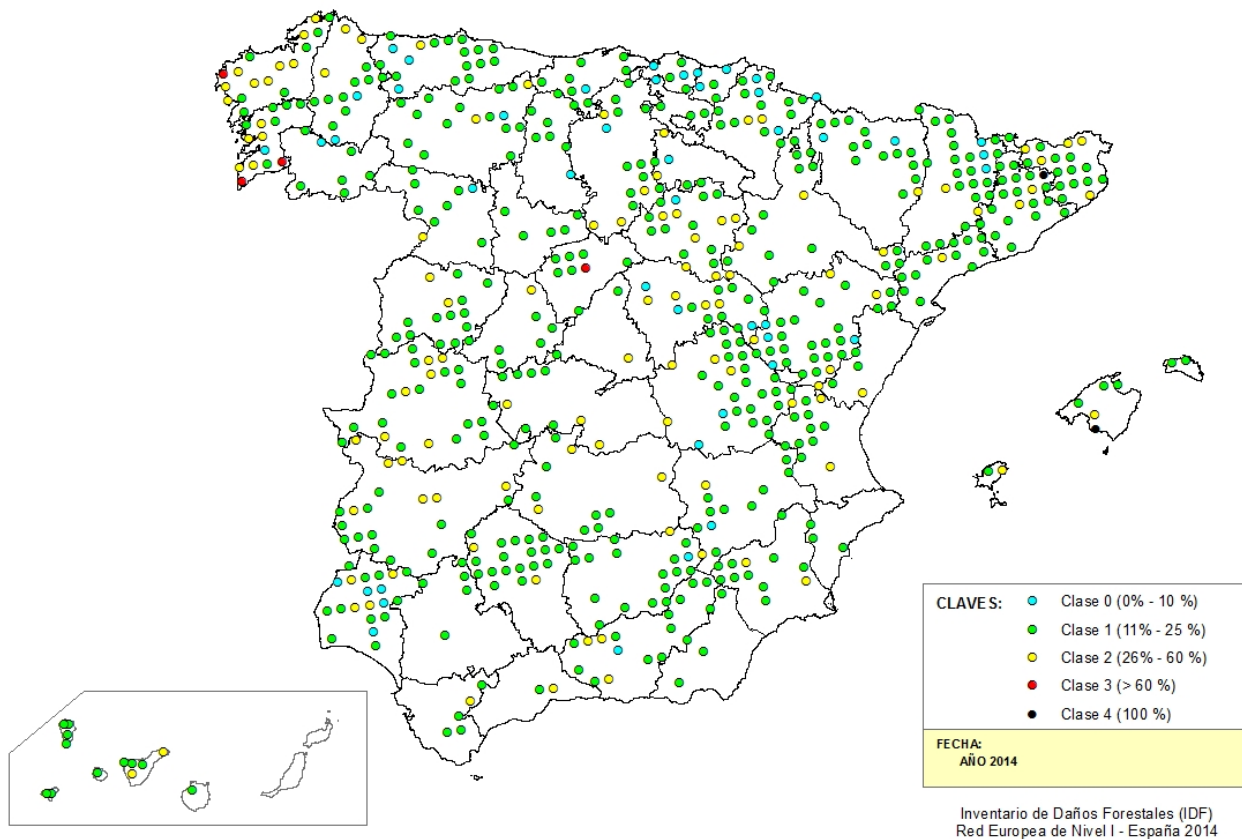 CLAVES:
Clase 0 (0% - 10 %)
Clase 1 (11% - 25 %)
Clase 2 (26% - 60 %)
Clase 3 (> 60 %)
Clase 4 (100 %)
FECHA:
AÑO 2014
Inventario de Daños Forestales (IDF)
Red Europea de Nivel I - España 2014